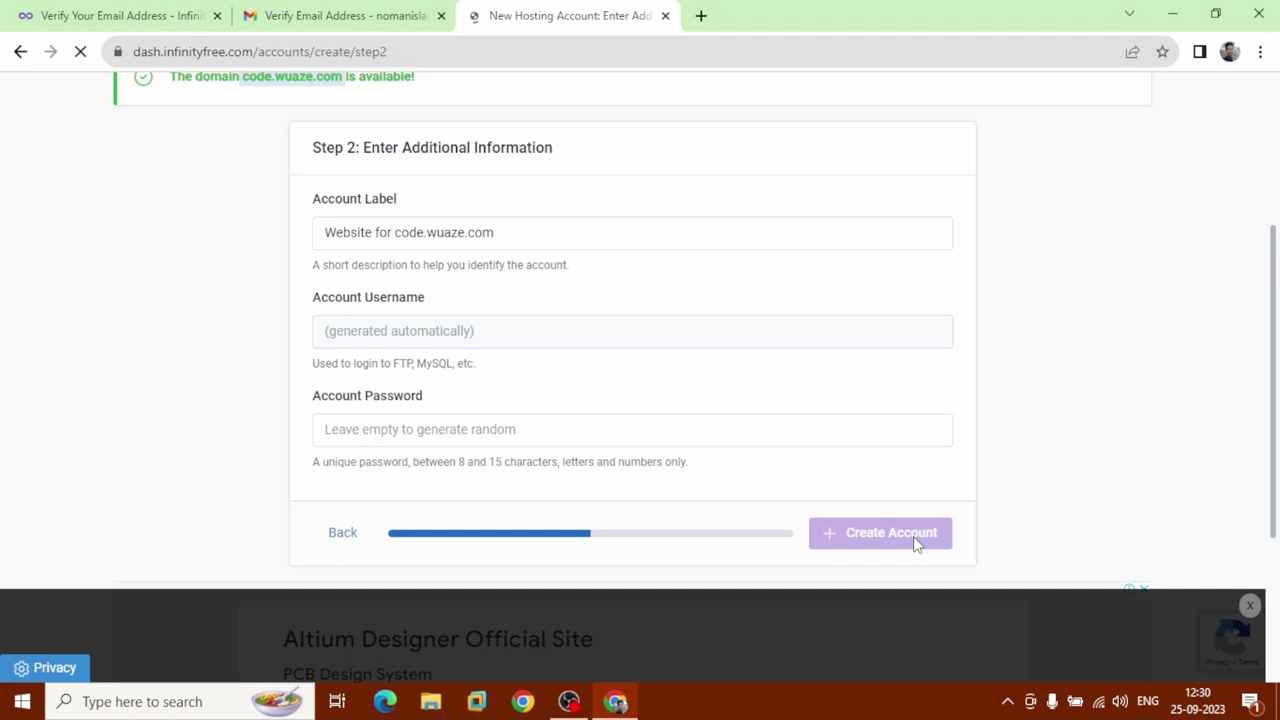 Verify Your Email Address - Infinit
Verify Email Address - nomanisla
New Hosting Account: Enter Add
dash.infinityfree.com/accounts/create/step2
The domain code.wuaze.com is available!
Step 2: Enter Additional Information
Account Label
Website for code.wuaze.com
A short description to help you identify the account.
Account Username
(generated automatically)
Used to login to FTP, MySQL, etc.
Account Password
Leave empty to generate random
A unique password, between 8 and 15 characters, letters and numbers only.
Back
+ Create Account
X
Altium Designer Official Site
PCB Design System
Privacy - Terms
Privacy
Type here to search
ENG
12:30
25-09-2023
1